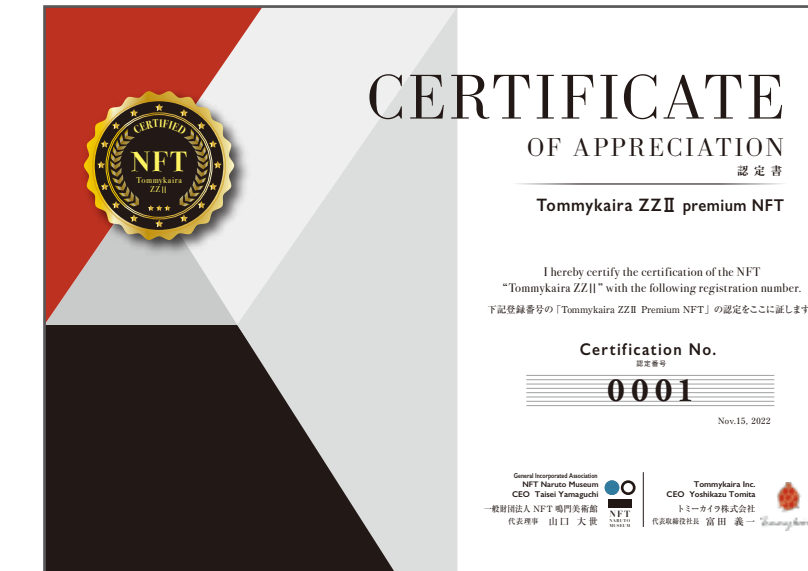 CERTIFIED
NFT
Tommykaira
ZZII
CERTIFICATE
OF APPRECIATION
認定書
Tommykaira ZZⅡ premium NFT
I hereby certify the certification of the NFT
“Tommykaira ZZII” with the following registration number.
下記登録番号の「Tommykaira ZZⅡ Premium NFT」の認定をここに証します
Certification No.
認定番号
0001
Nov.15, 2022
General Incorporated Association
NFT Naruto Museum
CEO Taisei Yamaguchi
一般財団法人 NFT 鳴門美術館
代表理事 山口 大世
NFT
NARUTO
MUSEUM
Tommykaira Inc.
CEO Yoshikazu Tomita
トミーカイラ株式会社
代表取締役社長 富田 義一